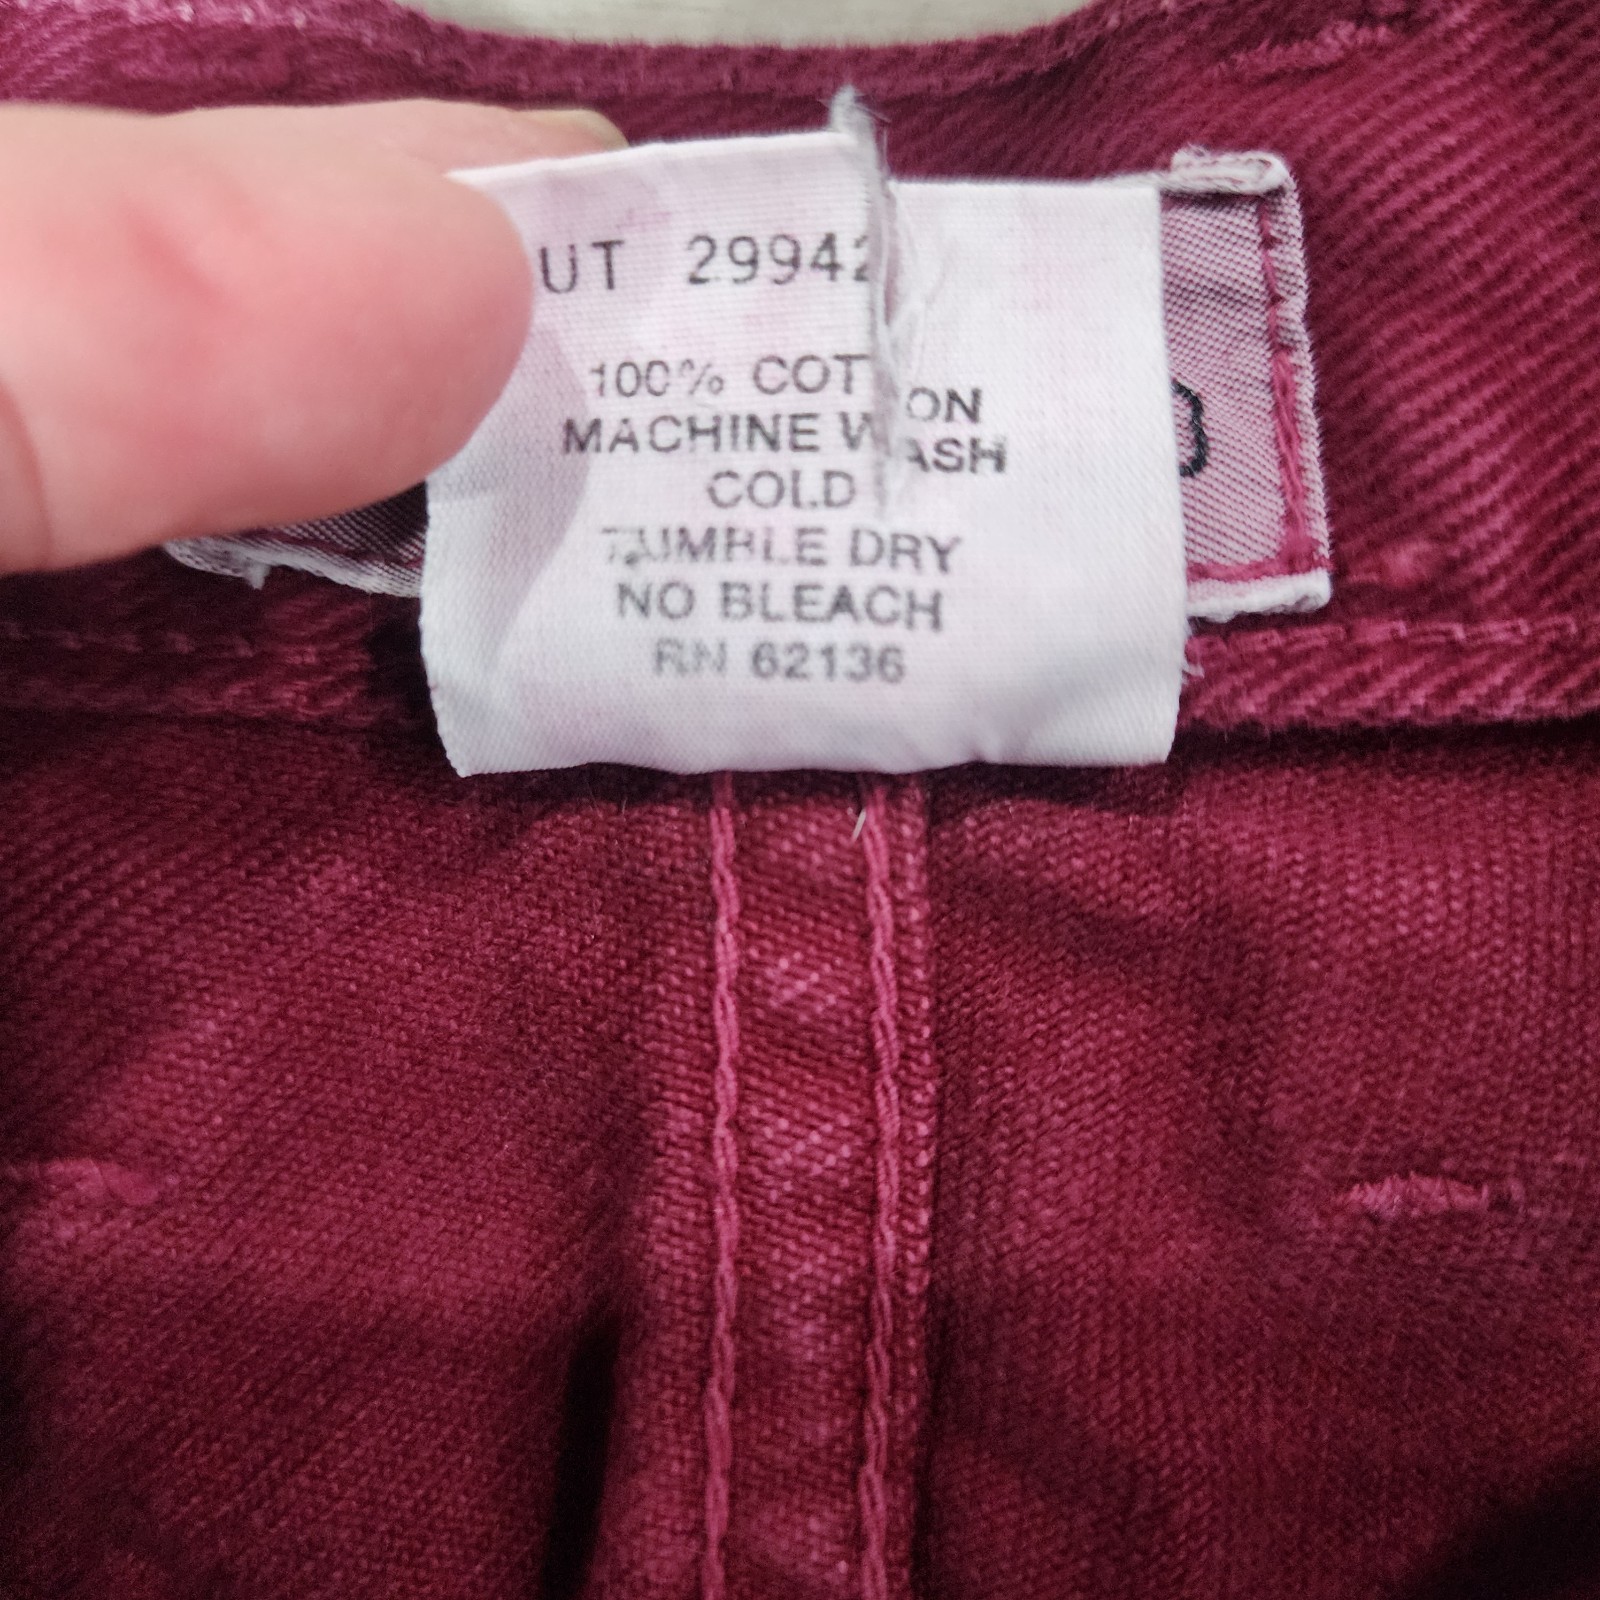 UT 29942
100% COTTON
MACHINE WASH
COLD
TUMBLE DRY
NO BLEACH
RN 62136